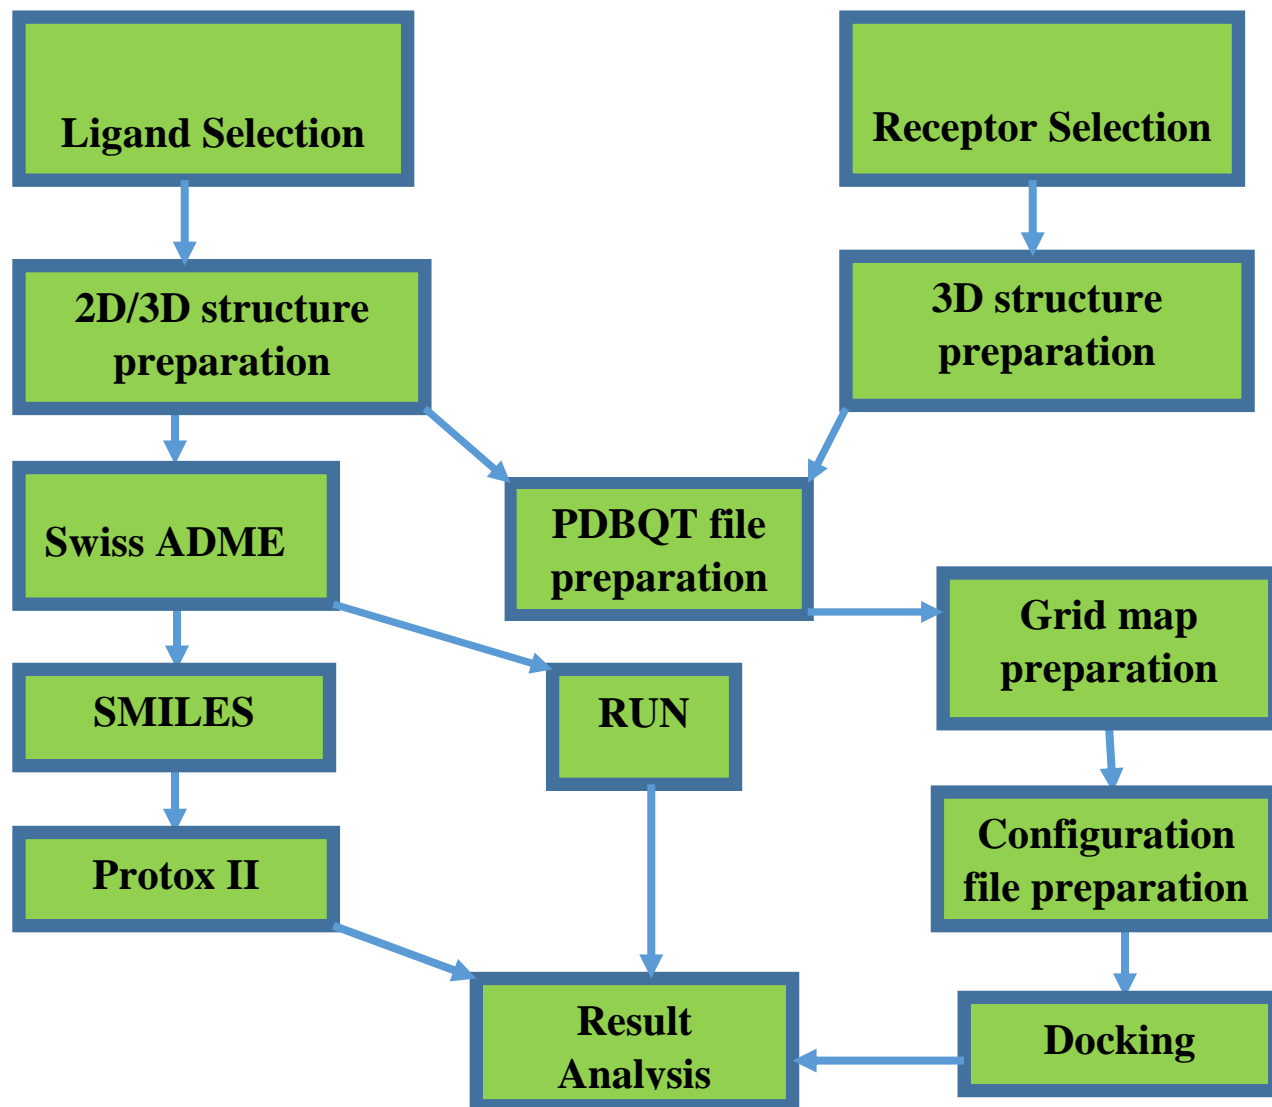 Ligand Selection
Receptor Selection
2D/3D structure
preparation
3D structure
preparation
Swiss ADME
PDBQT file
preparation
Grid map
preparation
SMILES
RUN
Configuration
file preparation
Protox II
Result
Analysis
Docking